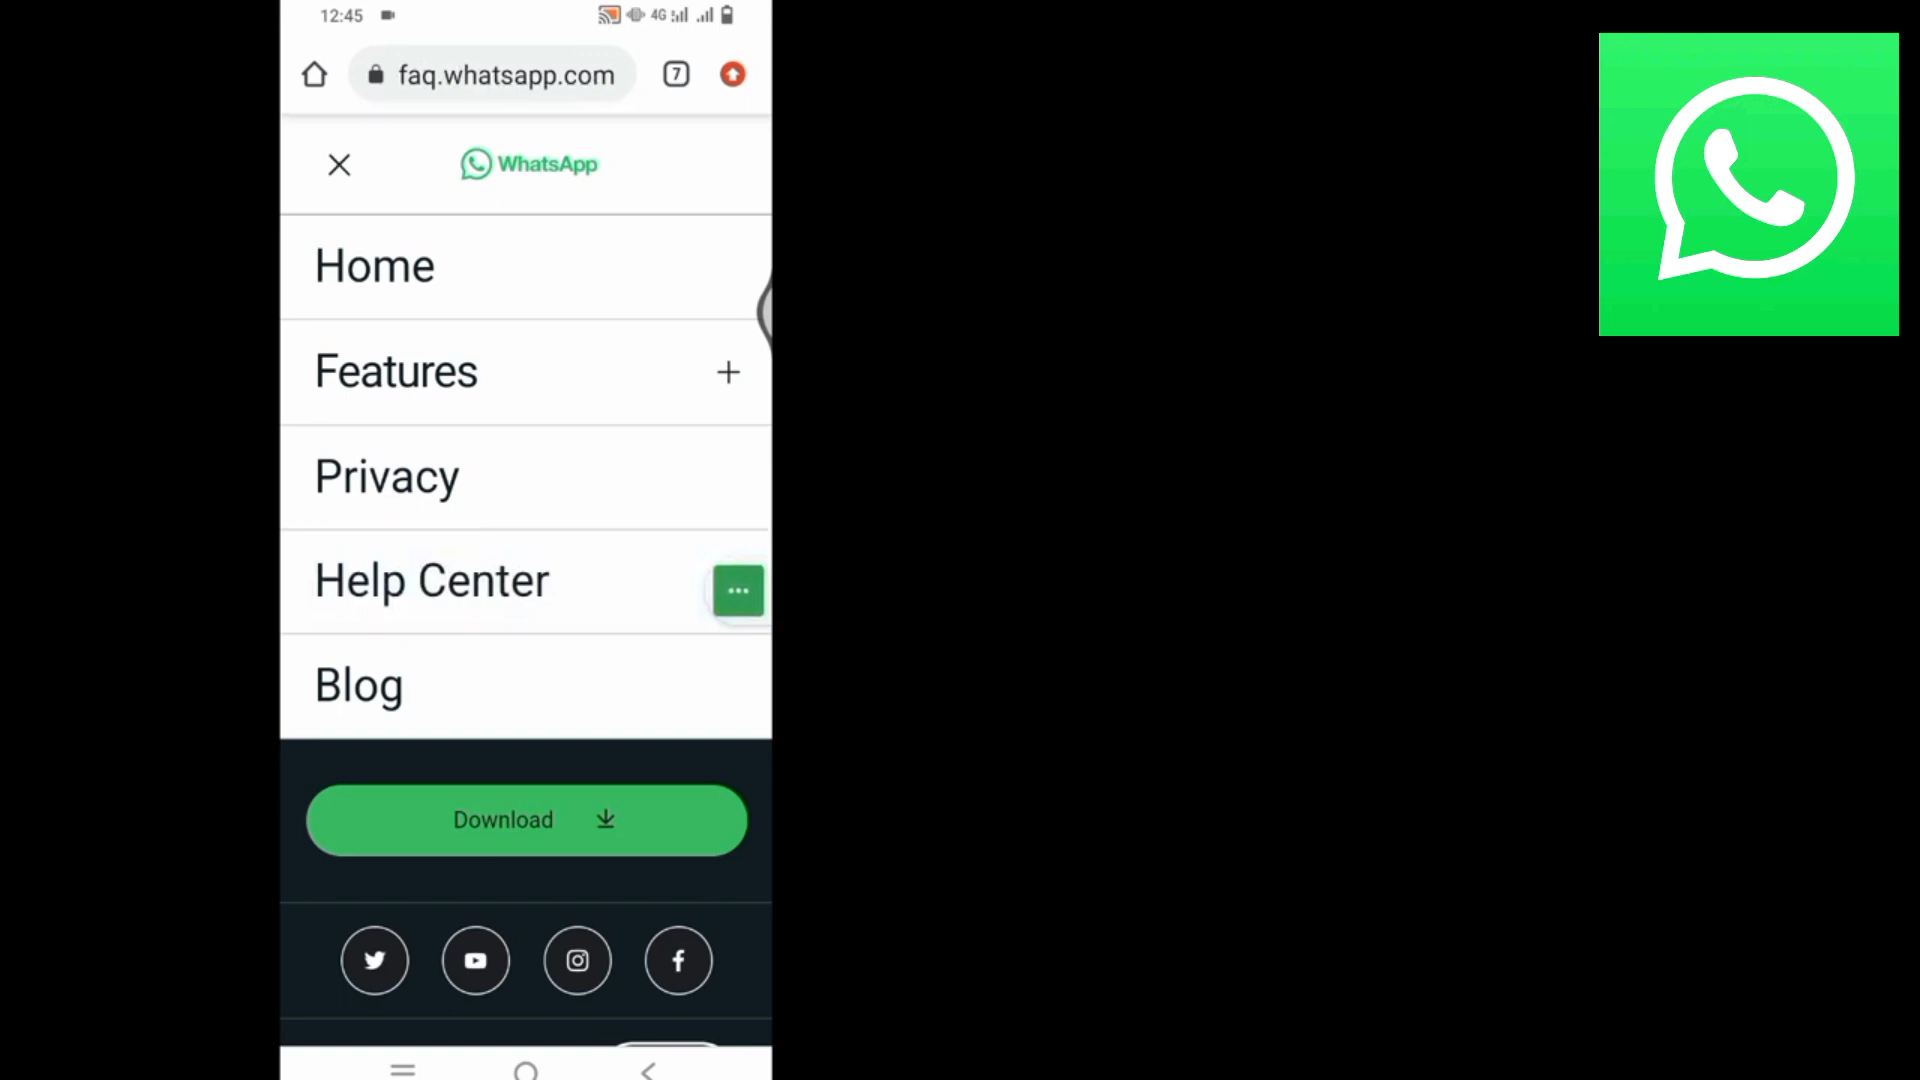 12:45
4G
faq.whatsapp.com
7
WhatsApp
Home
Features
Privacy
Help Center
Blog
Download